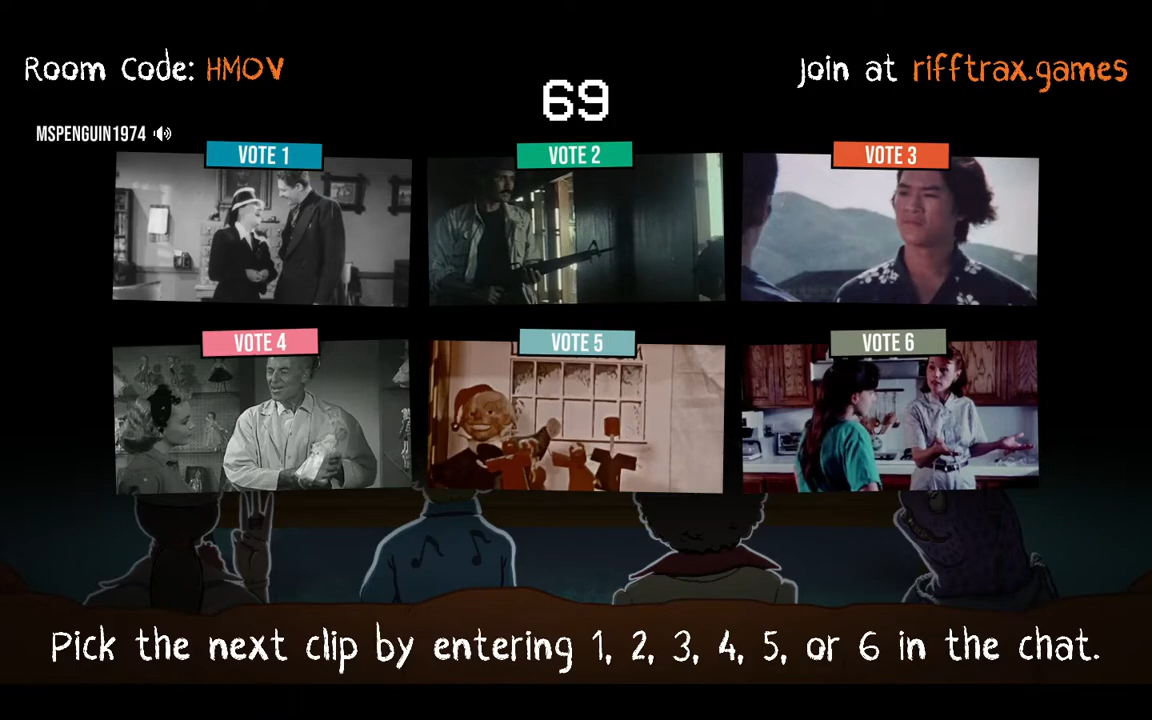 Room Code: HMOV
Join at rifftrax.games
69
MSPENGUIN1974
VOTE 1
VOTE 2
VOTE 3
VOTE 4
VOTE 5
VOTE 6
Pick the next clip by entering 1, 2, 3, 4, 5, or 6 in the chat.